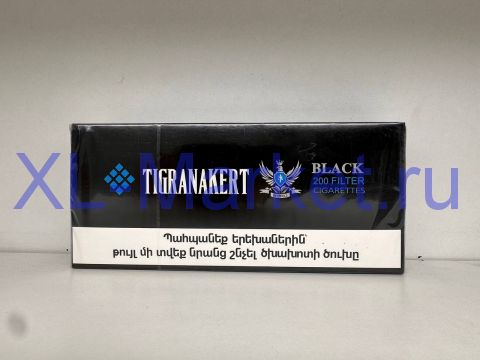 XL-Market.ru
TIGRANAKERT
BLACK
200 FILTER
CIGARETTES
Պահպանեք երեխաներին՝
թույլ մի տվեք նրանց շնչել ծխախոտի ծուխը